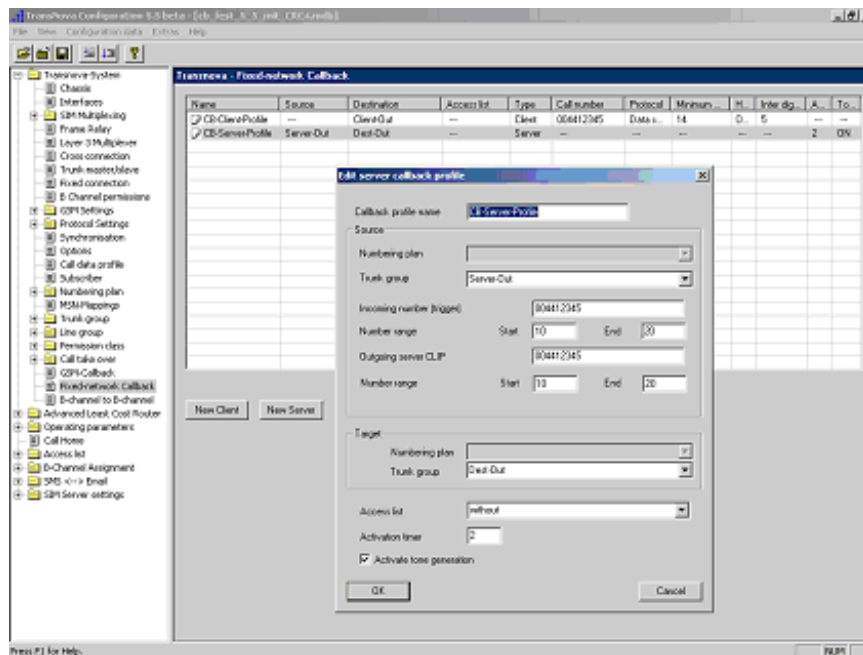 TransNova Configuration 5.5 beta - [cb_test_5_5_mit_CRCA.mdb]
File View Configuration data Extras Help
Transnova-System
Chassis
Interfaces
SIM Multiplexing
Frame Relay
Layer 3 Multiplexer
Cross connection
Trunk master/slave
Fixed connection
B Channel permissions
GSM Settings
Protocol Settings
Synchronisation
Options
Call data profile
Subscriber
Numbering plan
MSN-Mappings
Trunk group
Line group
Permission class
Call take over
GSM-Callback
Fixed-network Callback
B-channel to B-channel
Advanced Least Cost Router
Operating parameters
Call Home
Access list
B-Channel Assignment
SMS <--> Email
SIM Server settings
Transnova - Fixed-network Callback
Name Source Destination Access list Type Call number Protocol Minimum ... H... Inter dig... A... To...
CB-Client-Profile --- Client-Out --- Client 004412345 Data s... 14 D... 5 --- ---
CB-Server-Profile Server-Out Dest-Out --- Server --- --- --- --- --- 2 ON
New Client New Server
Edit server callback profile
Callback profile name CB-Server-Profile
Source
Numbering plan
Trunk group Server-Out
Incoming number (trigger) 004412345
Number range Start 10 End 20
Outgoing server CLIP 004412345
Number range Start 10 End 20
Target
Numbering plan
Trunk group Dest-Out
Access list without
Activation timer 2
Activate tone generation
OK Cancel
Press F1 for Help. NUM